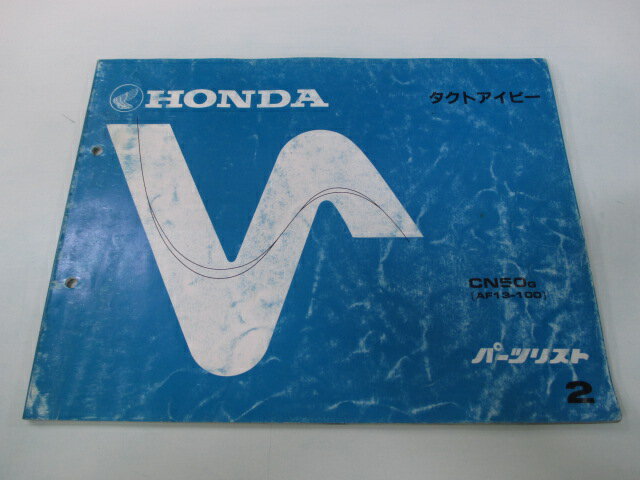 HONDA
タクトアイビー
CN50G
(AF13-100)
パーツリスト
2